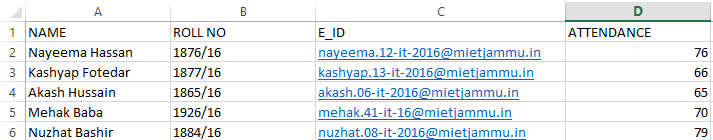 A B C D
1 NAME ROLL NO E_ID ATTENDANCE
2 Nayeema Hassan 1876/16 nayeema.12-it-2016@mietjammu.in 76
3 Kashyap Fotedar 1877/16 kashyap.13-it-2016@mietjammu.in 66
4 Akash Hussain 1865/16 akash.06-it-2016@mietjammu.in 65
5 Mehak Baba 1926/16 mehak.41-it-16@mietjammu.in 70
6 Nuzhat Bashir 1884/16 nuzhat.08-it-2016@mietjammu.in 79